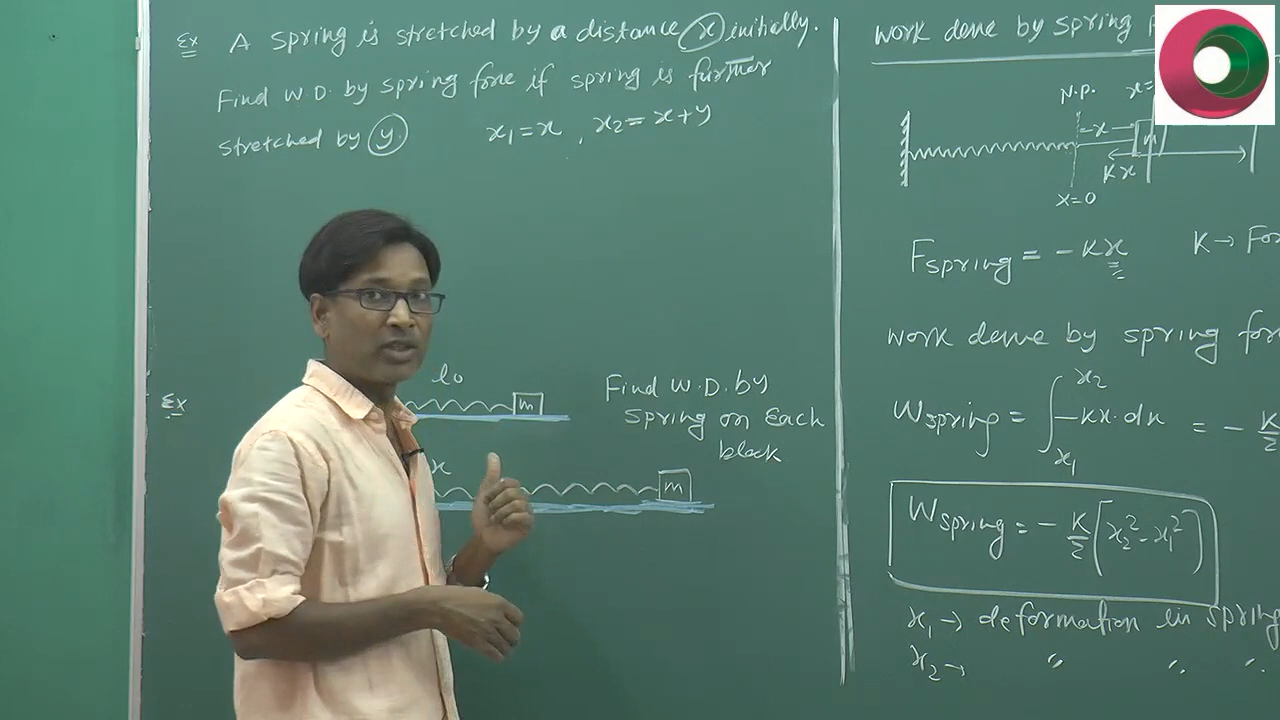 Ex A spring is stretched by a distance x initially.
Find W.D. by spring force if spring is further
stretched by y.
x₁ = x , x₂ = x+y
Ex
l₀
m
x
m
Find W.D. by
spring on Each
block
work done by spring
N.P.
x=
x
m
Kx
x=0
Fspring = -Kx
K→ For
work done by spring for
Wspring = ∫ₓ₁ˣ² -Kx·dx = - K/2
Wspring = - K/2 (x₂² - x₁²)
x₁ → deformation in spring
x₂ → " " "